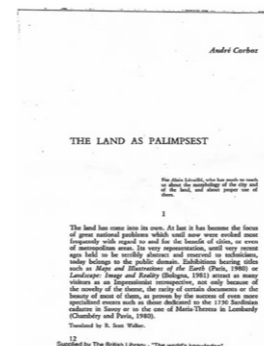 André Corboz
THE LAND AS PALIMPSEST
For Alain Léveillé, who has much to teach
us about the morphology of the city and
of the land, and about proper use of
them.
I
The land has come into its own. At last it has become the focus
of great national problems which until now were evoked most
frequently with regard to and for the benefit of cities, or even
of metropolitan areas. Its very representation, until very recent
ages held to be terribly abstract and reserved to technicians,
today belongs to the public domain. Exhibitions bearing titles
such as Maps and Illustrations of the Earth (Paris, 1980) or
Landscape: Image and Reality (Bologna, 1981) attract as many
visitors as an Impressionist retrospective, not only because of
the novelty of the theme, the rarity of certain documents or the
beauty of most of them, as proven by the success of even more
specialized events such as those dedicated to the 1730 Sardinian
cadastre in Savoy or to the one of Maria-Theresa in Lombardy
(Chambéry and Pavia, 1980).
Translated by R. Scott Walker.
12
Supplied by The British Library - "The world's knowledge"